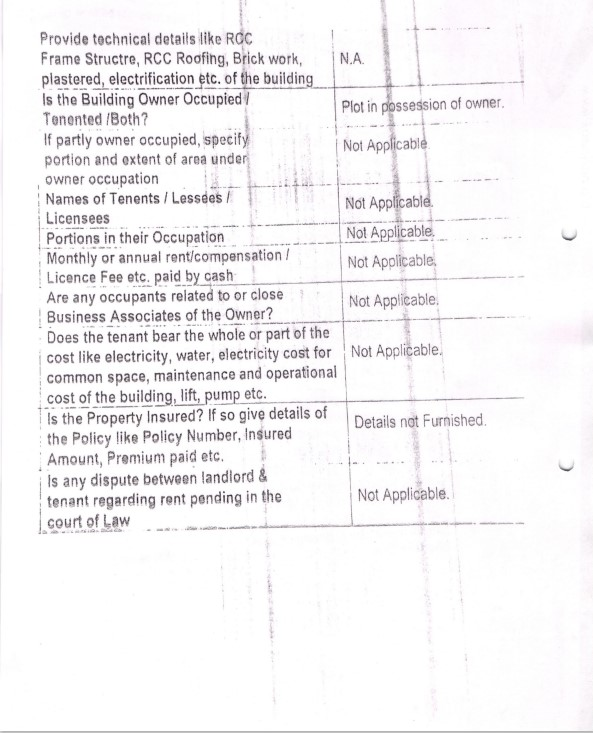 Provide technical details like RCC
Frame Structre, RCC Roofing, Brick work,
plastered, electrification etc. of the building
N.A.
Is the Building Owner Occupied /
Tenented /Both?
Plot in possession of owner.
If partly owner occupied, specify
portion and extent of area under
owner occupation
Not Applicable
Names of Tenents / Lessees /
Licensees
Not Applicable.
Portions in their Occupation
Not Applicable.
Monthly or annual rent/compensation /
Licence Fee etc. paid by cash
Not Applicable.
Are any occupants related to or close
Business Associates of the Owner?
Not Applicable.
Does the tenant bear the whole or part of the
cost like electricity, water, electricity cost for
common space, maintenance and operational
cost of the building, lift, pump etc.
Not Applicable.
Is the Property Insured? If so give details of
the Policy like Policy Number, Insured
Amount, Premium paid etc.
Details not Furnished.
Is any dispute between landlord &
tenant regarding rent pending in the
court of Law
Not Applicable.